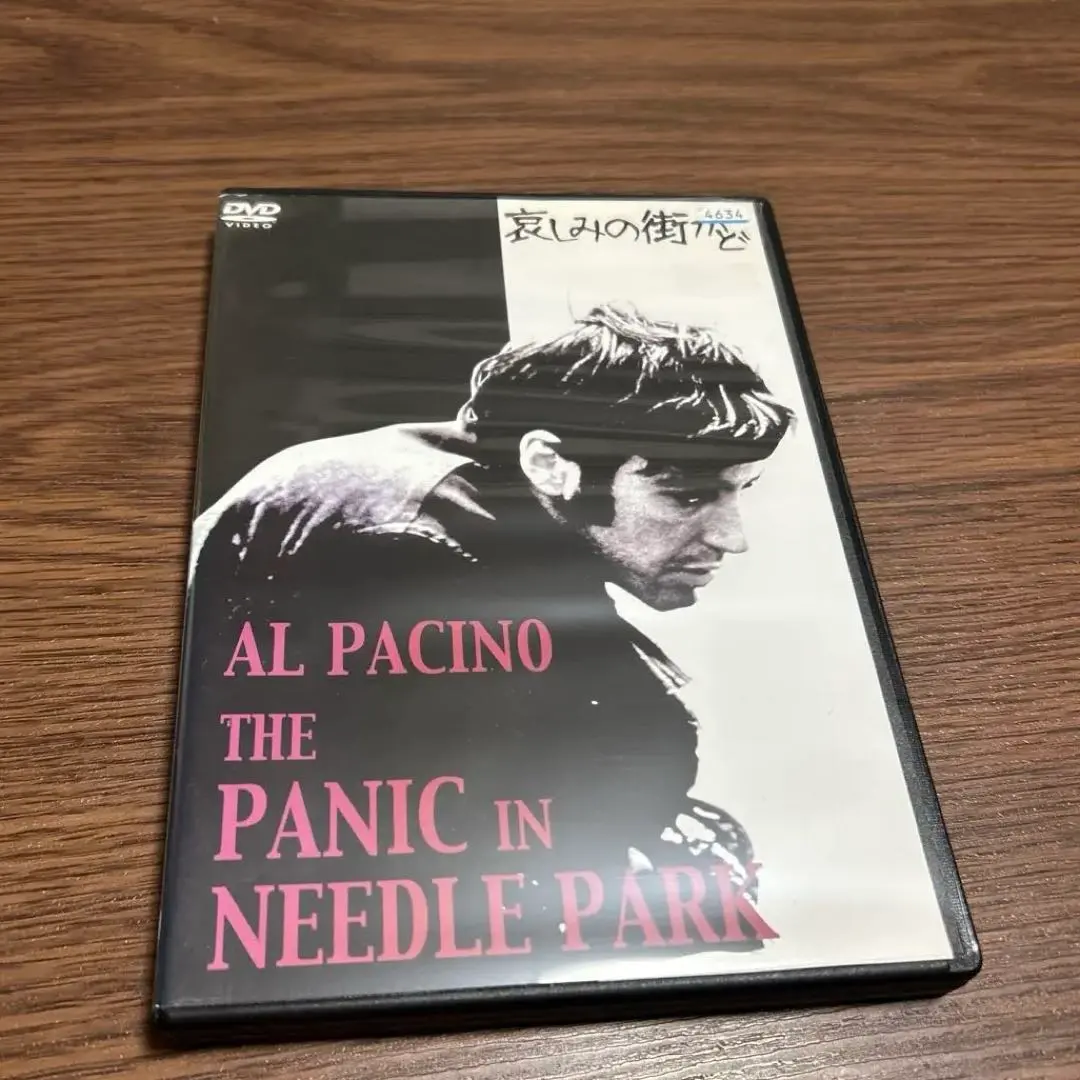 DVD
VIDEO
哀しみの街かど
4634
AL PACINO
THE
PANIC IN
NEEDLE PARK